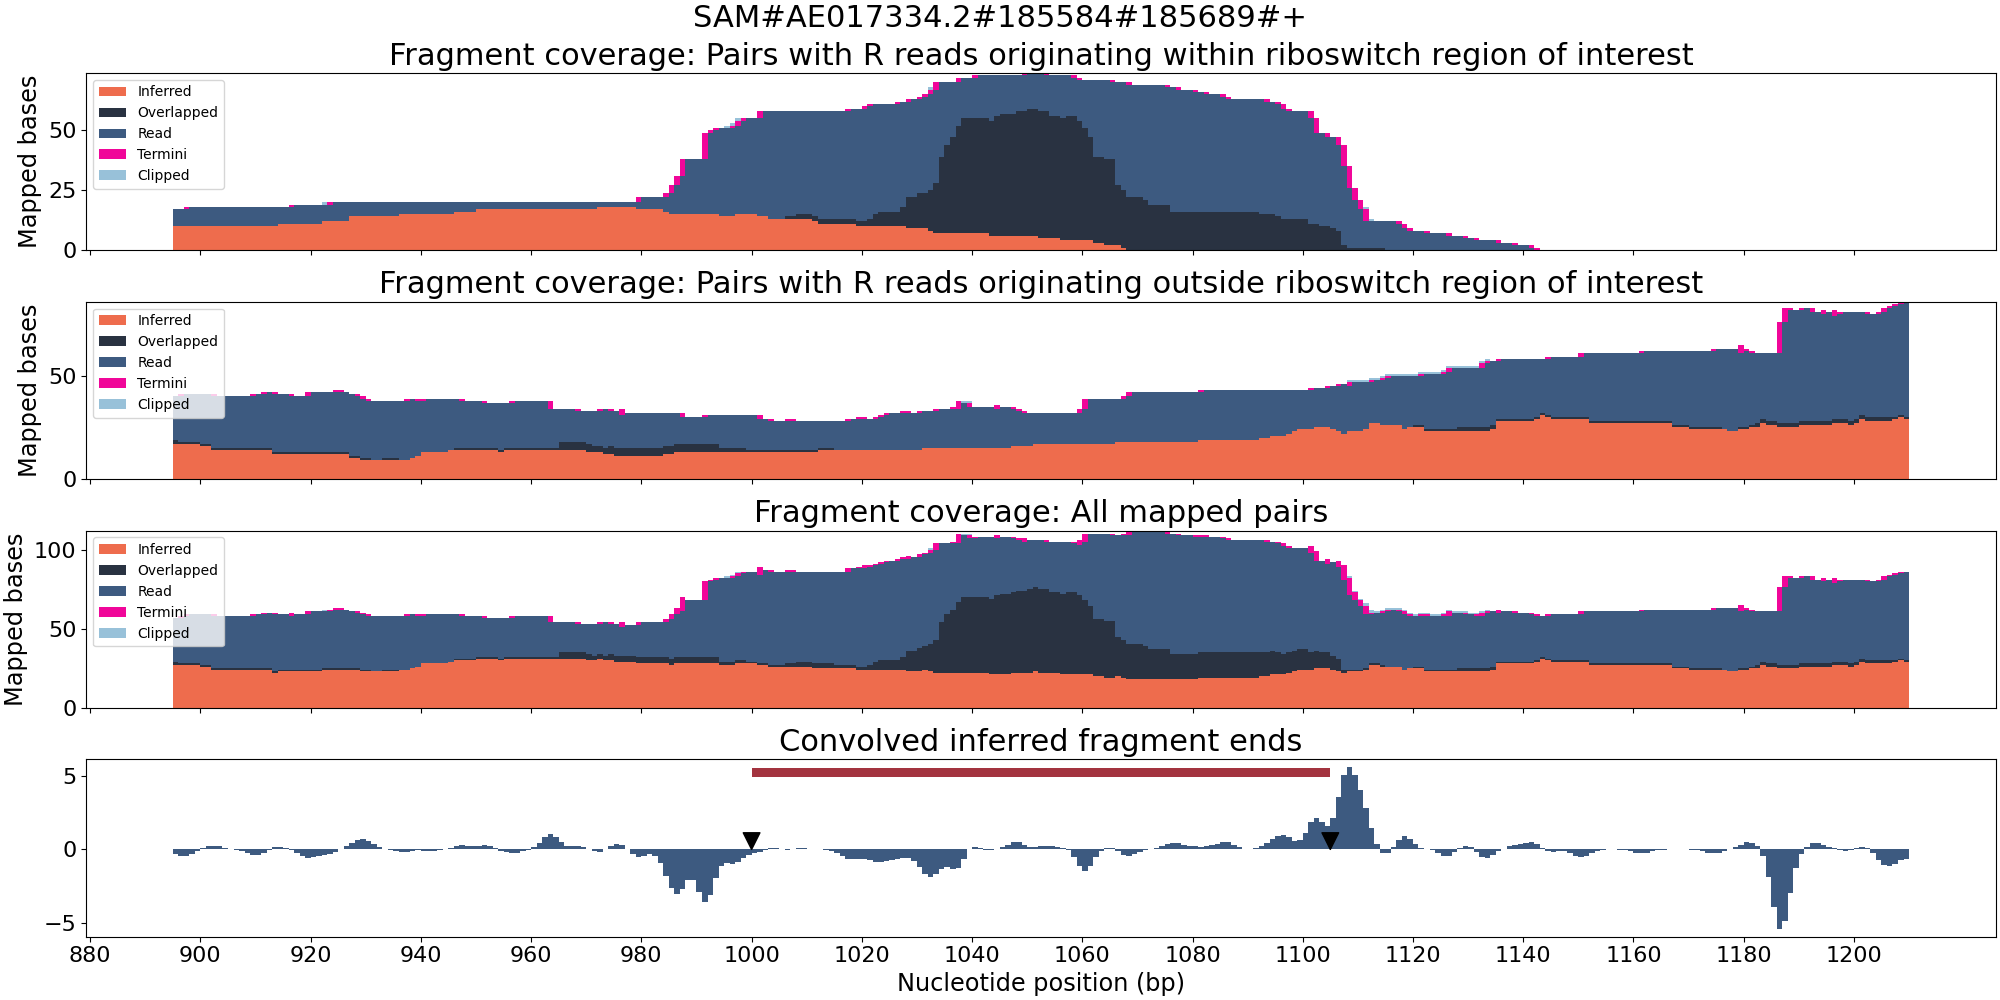 SAM#AE017334.2#185584#185689#+
Fragment coverage: Pairs with R reads originating within riboswitch region of interest
Mapped bases
50
25
0
Inferred
Overlapped
Read
Termini
Clipped
Fragment coverage: Pairs with R reads originating outside riboswitch region of interest
Mapped bases
50
0
Inferred
Overlapped
Read
Termini
Clipped
Fragment coverage: All mapped pairs
Mapped bases
100
50
0
Inferred
Overlapped
Read
Termini
Clipped
Convolved inferred fragment ends
5
0
−5
880 900 920 940 960 980 1000 1020 1040 1060 1080 1100 1120 1140 1160 1180 1200
Nucleotide position (bp)